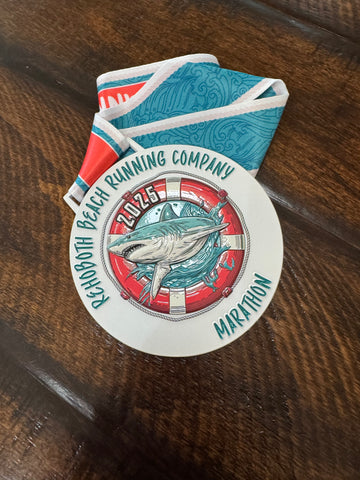 REHOBOTH BEACH RUNNING COMPANY
2025
MARATHON